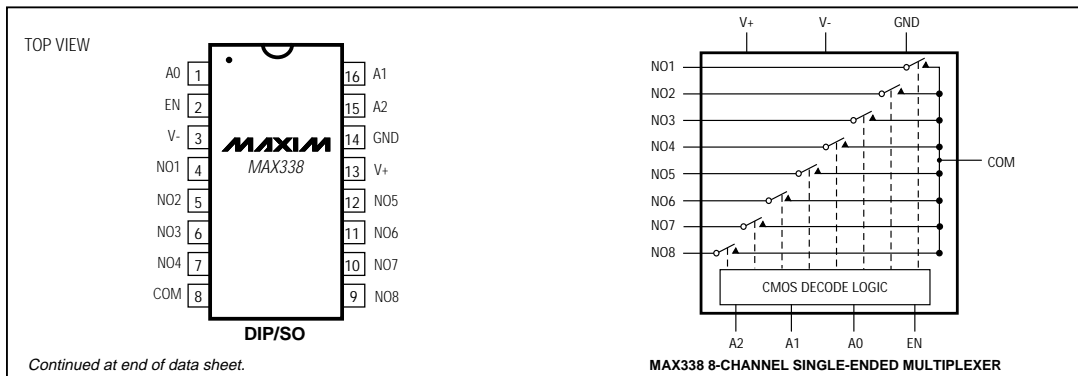 TOP VIEW
A0 1
EN 2
V- 3
NO1 4
NO2 5
NO3 6
NO4 7
COM 8
16 A1
15 A2
14 GND
13 V+
12 NO5
11 NO6
10 NO7
9 NO8
MAXIM
MAX338
DIP/SO
Continued at end of data sheet.
V+ V- GND
NO1
NO2
NO3
NO4
NO5
NO6
NO7
NO8
COM
CMOS DECODE LOGIC
A2 A1 A0 EN
MAX338 8-CHANNEL SINGLE-ENDED MULTIPLEXER